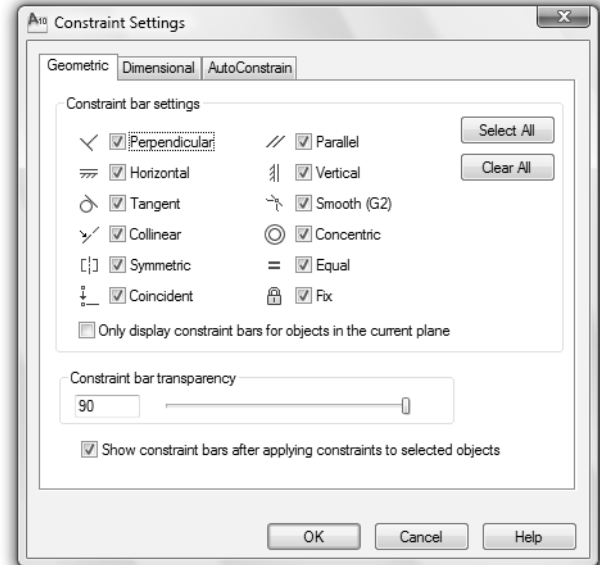 A10 Constraint Settings
Geometric Dimensional AutoConstrain
Constraint bar settings
Perpendicular Parallel Select All
Horizontal Vertical Clear All
Tangent Smooth (G2)
Collinear Concentric
Symmetric Equal
Coincident Fix
Only display constraint bars for objects in the current plane
Constraint bar transparency
90
Show constraint bars after applying constraints to selected objects
OK Cancel Help